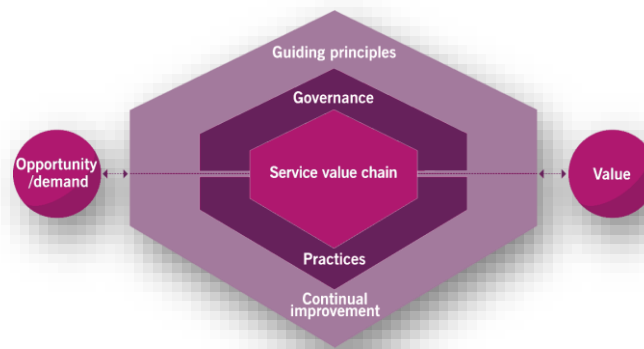 Guiding principles
Governance
Opportunity
/demand
Service value chain
Value
Practices
Continual
improvement